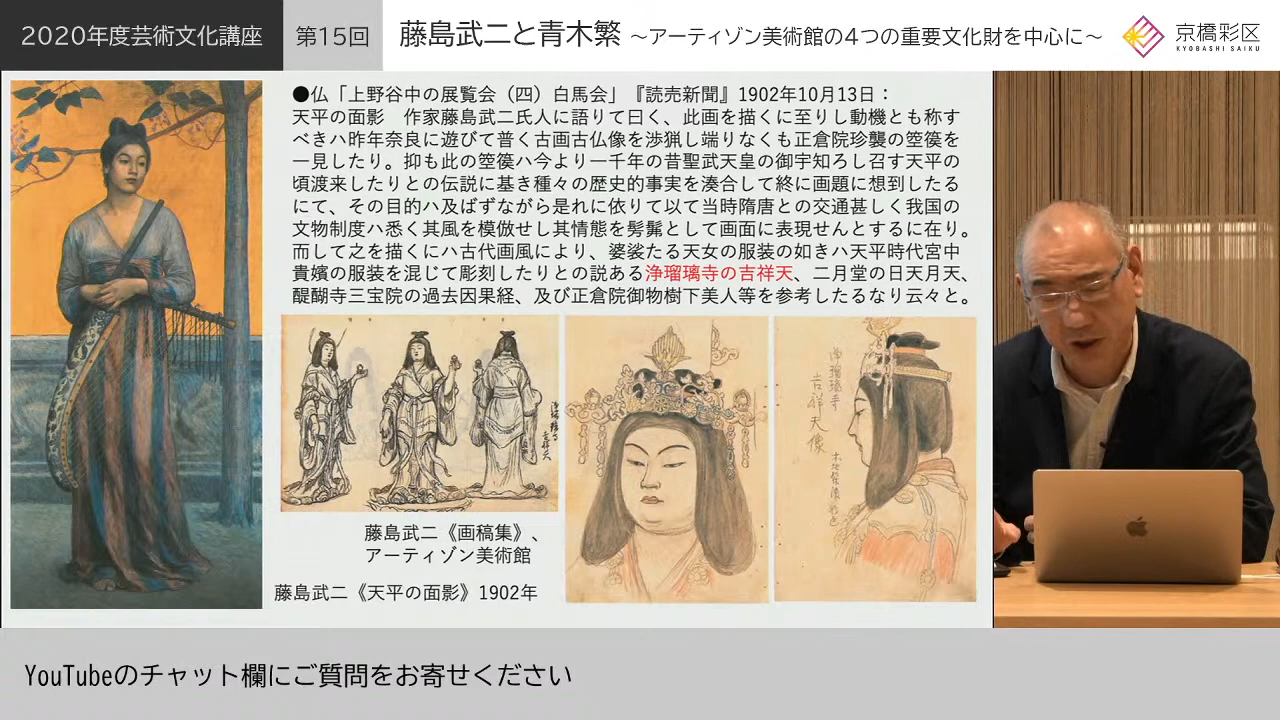 2020年度芸術文化講座
第15回
藤島武二と青木繁 ～アーティゾン美術館の4つの重要文化財を中心に～
京橋彩区
KYOBASHI SAIKU
●仏「上野谷中の展覧会（四）白馬会」『読売新聞』1902年10月13日：
天平の面影　作家藤島武二氏人に語りて曰く、此画を描くに至りし動機とも称す
べきハ昨年奈良に遊びて普く古画古仏像を渉猟し端りなくも正倉院珍襲の箜篌を
一見したり。抑も此の箜篌ハ今より一千年の昔聖武天皇の御宇知ろし召す天平の
頃渡来したりとの伝説に基き種々の歴史的事実を湊合して終に画題に想到したる
にて、その目的ハ及ばずながら是れに依りて以て当時隋唐との交通甚しく我国の
文物制度ハ悉く其風を模倣せし其情態を髣髴として画面に表現せんとするに在り。
而して之を描くにハ古代画風により、婆娑たる天女の服装の如きハ天平時代宮中
貴嬪の服装を混じて彫刻したりとの説ある浄瑠璃寺の吉祥天、二月堂の日天月天、
醍醐寺三宝院の過去因果経、及び正倉院御物樹下美人等を参考したるなり云々と。
浄瑠璃寺
吉祥天像
藤島武二《画稿集》、
アーティゾン美術館
藤島武二《天平の面影》1902年
YouTubeのチャット欄にご質問をお寄せください